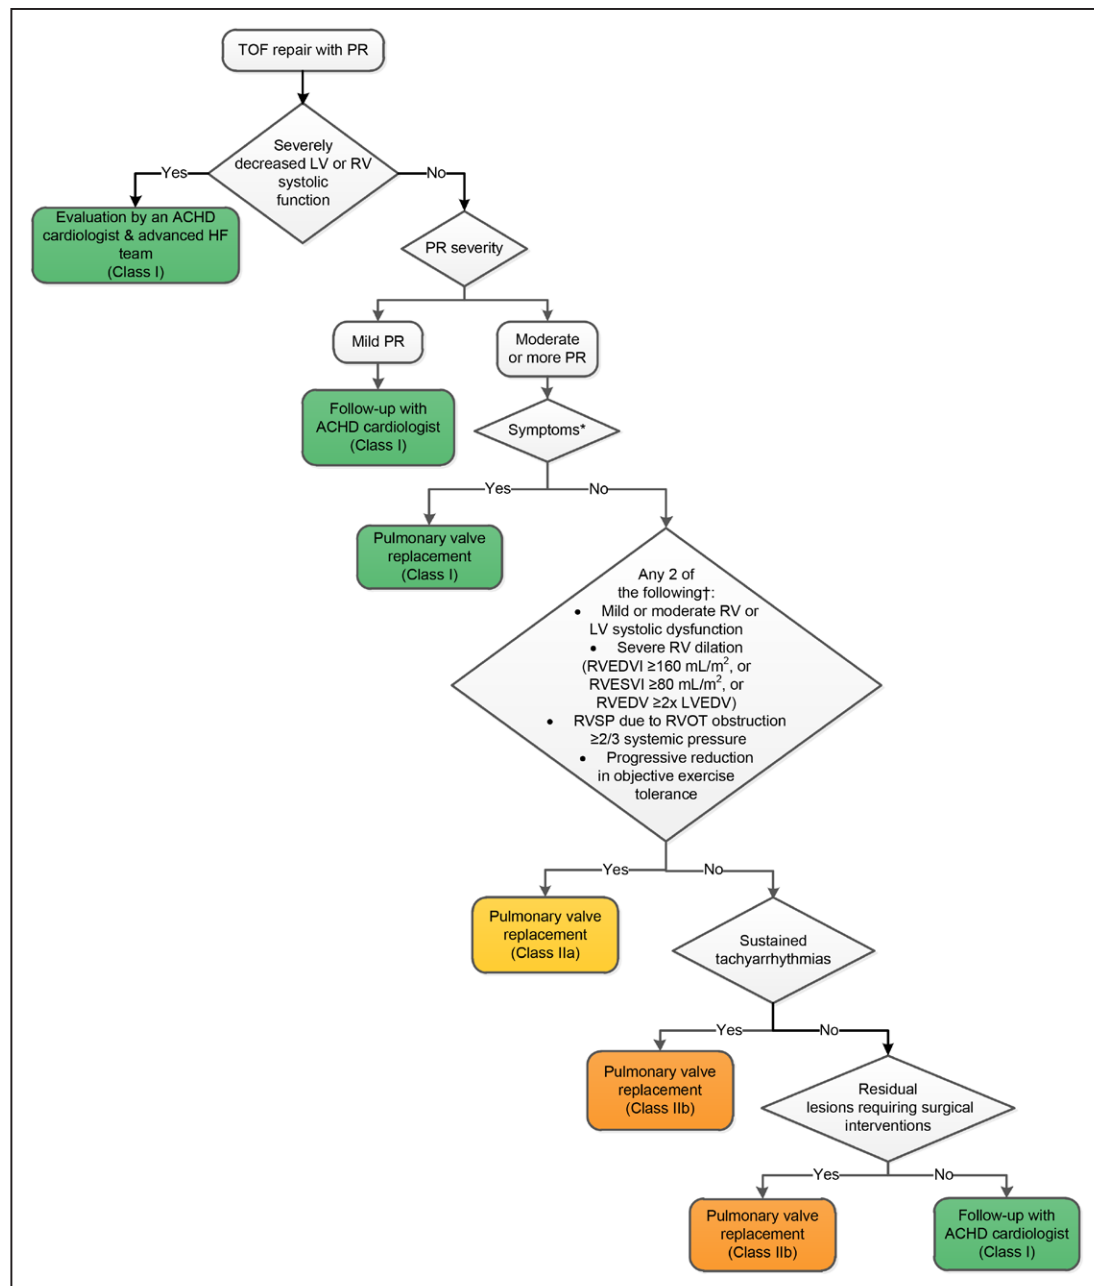 TOF repair with PR
Severely
decreased LV or RV
systolic
function
Yes
No
Evaluation by an ACHD
cardiologist & advanced HF
team
(Class I)
PR severity
Mild PR
Moderate
or more PR
Follow-up with
ACHD cardiologist
(Class I)
Symptoms*
Yes
No
Pulmonary valve
replacement
(Class I)
Any 2 of
the following†:
• Mild or moderate RV or
LV systolic dysfunction
• Severe RV dilation
(RVEDVI ≥160 mL/m², or
RVESVI ≥80 mL/m², or
RVEDV ≥2x LVEDV)
• RVSP due to RVOT obstruction
≥2/3 systemic pressure
• Progressive reduction
in objective exercise
tolerance
Yes
No
Pulmonary valve
replacement
(Class IIa)
Sustained
tachyarrhythmias
Yes
No
Pulmonary valve
replacement
(Class IIb)
Residual
lesions requiring surgical
interventions
Yes
No
Pulmonary valve
replacement
(Class IIb)
Follow-up with
ACHD cardiologist
(Class I)